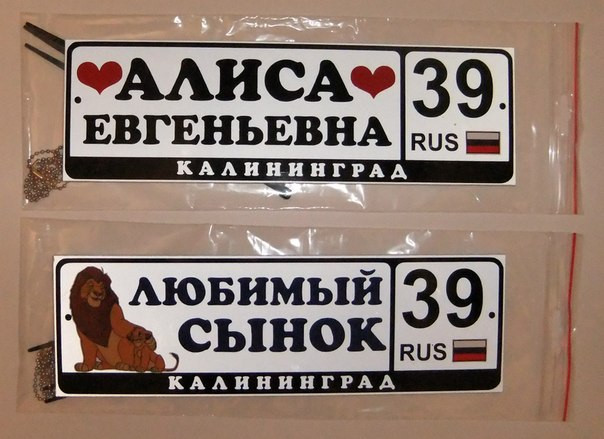 АЛИСА
ЕВГЕНЬЕВНА
39
RUS
КАЛИНИНГРАД
ЛЮБИМЫЙ
СЫНОК
39
RUS
КАЛИНИНГРАД